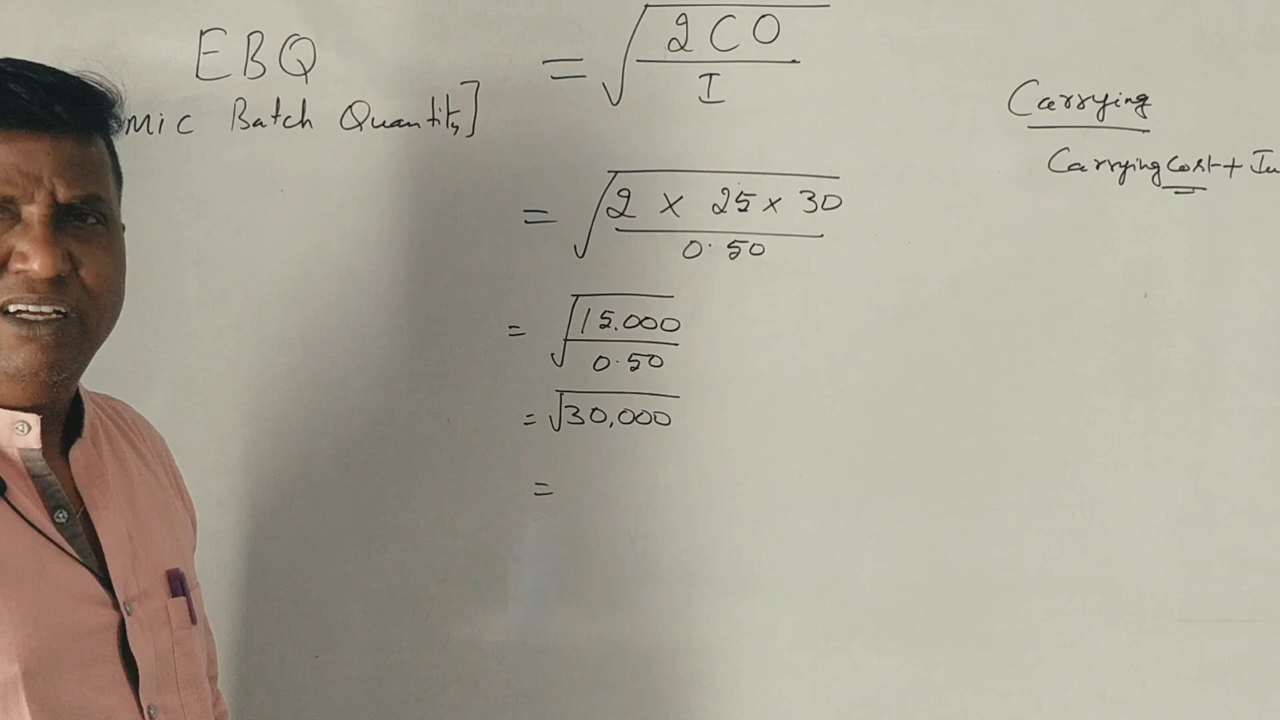 EBQ = √2CO / I
mic Batch Quantity]
= √2 x 25 x 30 / 0.50
= √15.000 / 0.50
= √30,000
=
Carrying
Carrying Cost + In